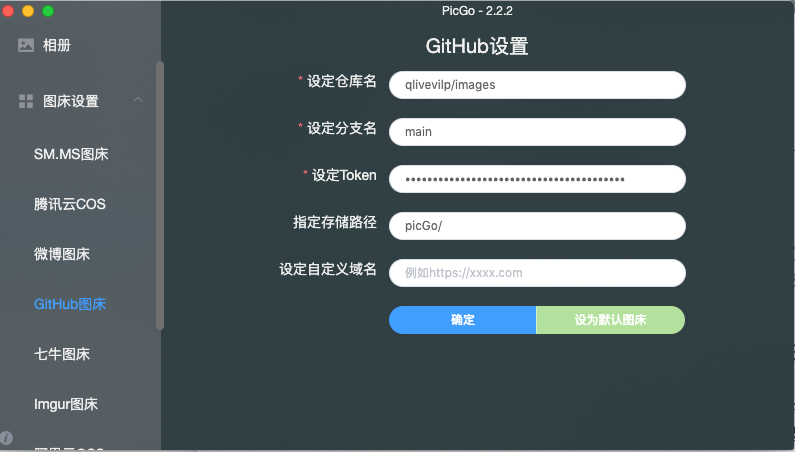 PicGo - 2.2.2
相册
图床设置
SM.MS图床
腾讯云COS
微博图床
GitHub图床
七牛图床
Imgur图床
GitHub设置
* 设定仓库名
qlivevilp/images
* 设定分支名
main
* 设定Token
指定存储路径
picGo/
设定自定义域名
例如https://xxxx.com
确定
设为默认图床